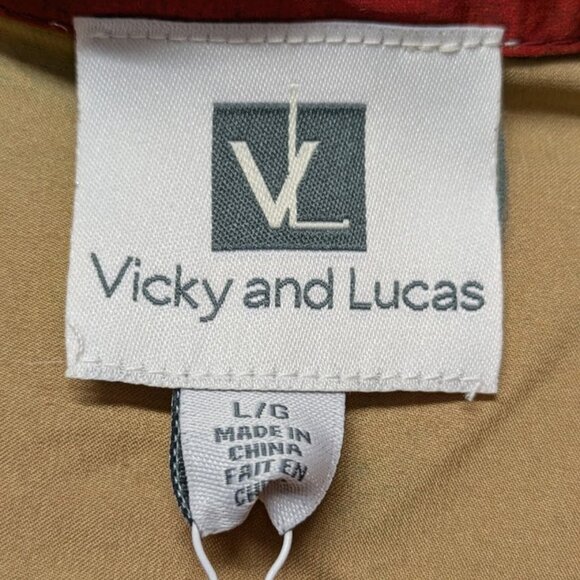 VL
Vicky and Lucas
L/G
MADE IN
CHINA
FAIT EN